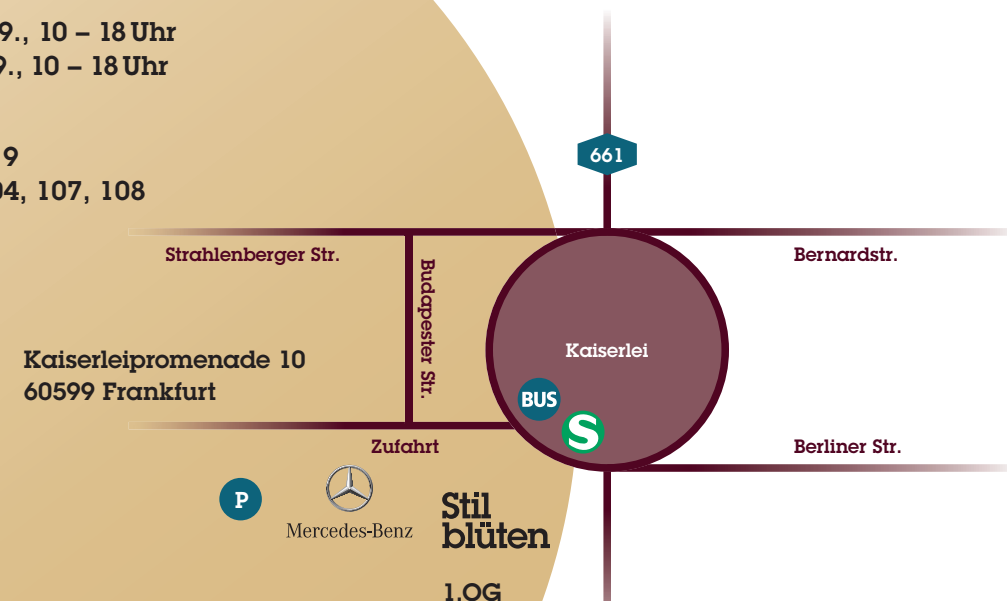 9., 10 – 18 Uhr
9., 10 – 18 Uhr
9
04, 107, 108
661
Strahlenberger Str.
Bernardstr.
Budapester Str.
Kaiserlei
Kaiserleipromenade 10
60599 Frankfurt
BUS
S
Zufahrt
Berliner Str.
P
Mercedes-Benz
Stil
blüten
1.OG